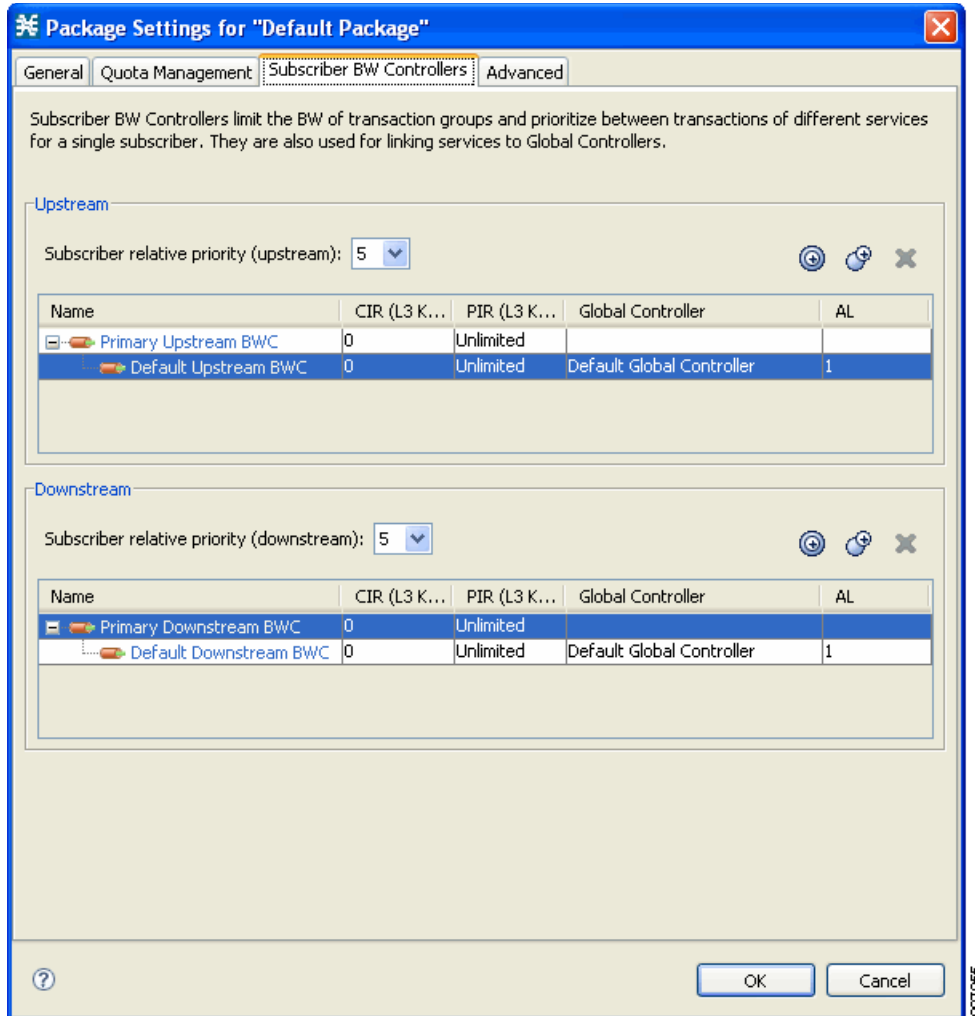 Package Settings for "Default Package"
General Quota Management Subscriber BW Controllers Advanced
Subscriber BW Controllers limit the BW of transaction groups and prioritize between transactions of different services
for a single subscriber. They are also used for linking services to Global Controllers.
Upstream
Subscriber relative priority (upstream): 5
Name CIR (L3 K... PIR (L3 K... Global Controller AL
Primary Upstream BWC 0 Unlimited
Default Upstream BWC 0 Unlimited Default Global Controller 1
Downstream
Subscriber relative priority (downstream): 5
Name CIR (L3 K... PIR (L3 K... Global Controller AL
Primary Downstream BWC 0 Unlimited
Default Downstream BWC 0 Unlimited Default Global Controller 1
? OK Cancel